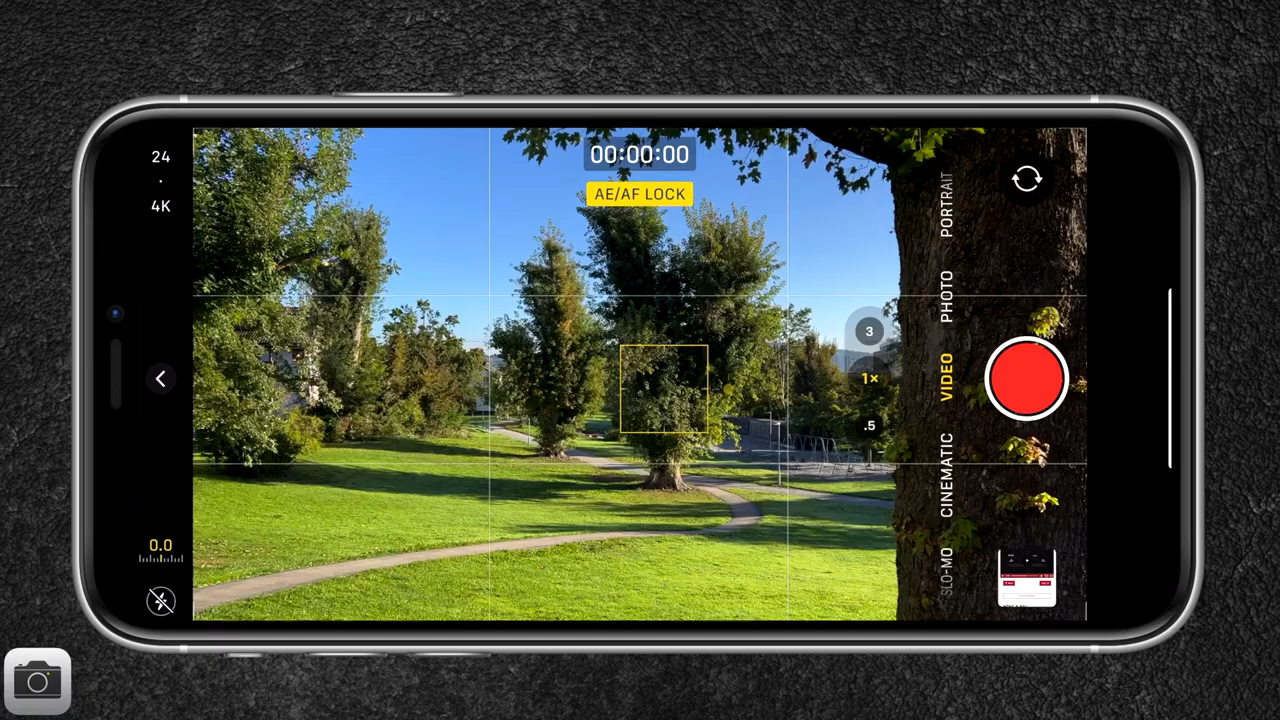 24
·
4K
00:00:00
AE/AF LOCK
PORTRAIT
PHOTO
VIDEO
CINEMATIC
SLO-MO
3
1×
.5
0.0